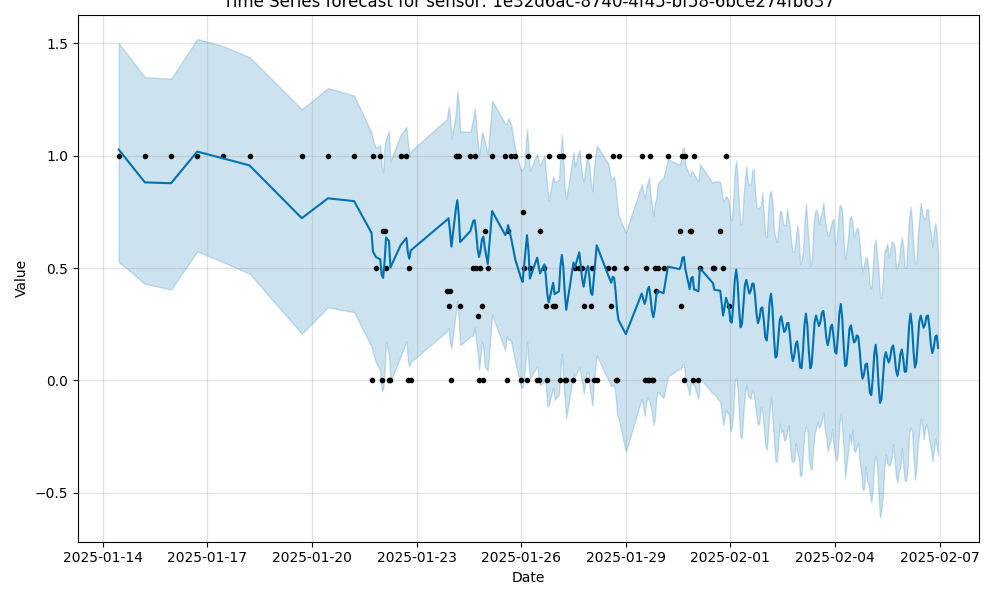 Time Series forecast for sensor: 1e32d6ac-8740-4f45-bf58-6bce274fb637
1.5
1.0
0.5
0.0
−0.5
Value
2025-01-14 2025-01-17 2025-01-20 2025-01-23 2025-01-26 2025-01-29 2025-02-01 2025-02-04 2025-02-07
Date